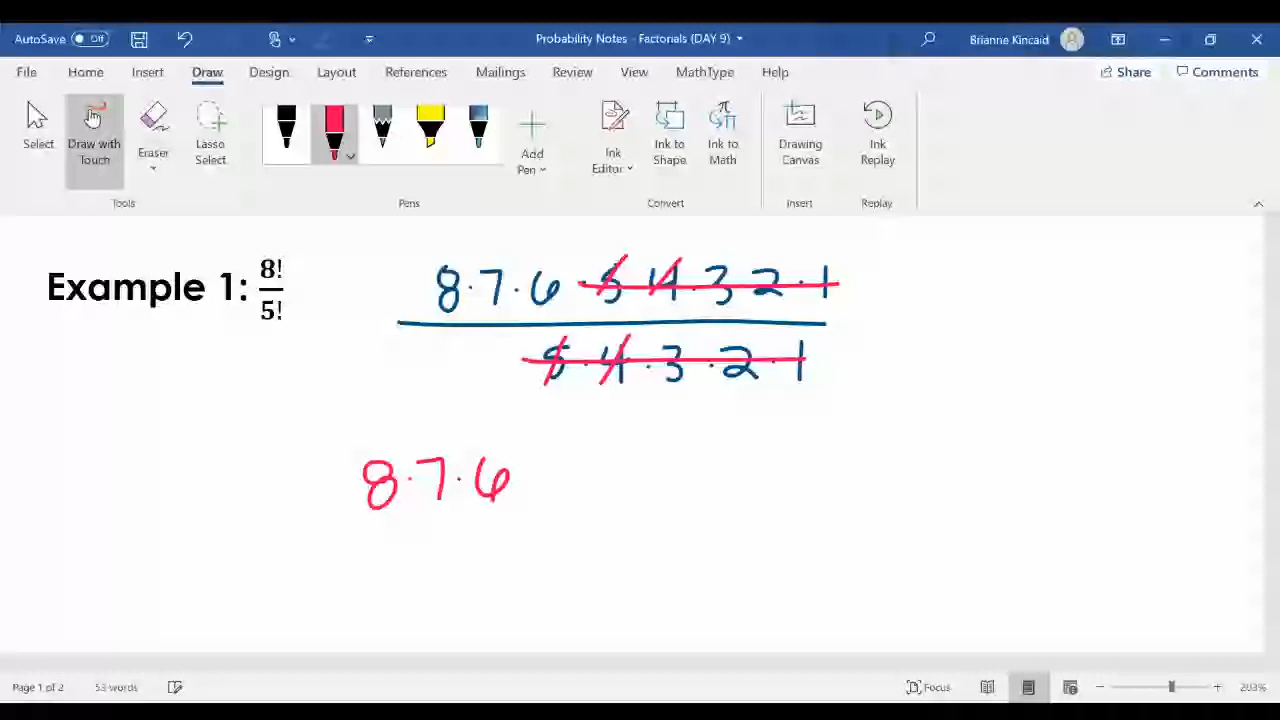 AutoSave Off Probability Notes - Factorials (DAY 9) Brianne Kincaid
File Home Insert Draw Design Layout References Mailings Review View MathType Help Share Comments
Select Draw with Touch Eraser Lasso Select Add Pen Ink Editor Ink to Shape Ink to Math Drawing Canvas Ink Replay
Tools Pens Convert Insert Replay
Example 1: 8!/5!
8·7·6·5·4·3·2·1
5·4·3·2·1
8·7·6
Page 1 of 2 53 words Focus 203%